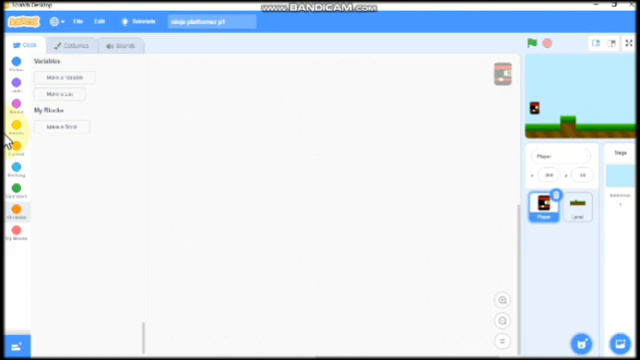 Scratch Desktop
www.BANDICAM.com
SCRATCH
File
Edit
Tutorials
ninja platformer p1
Code
Costumes
Sounds
Variables
Make a Variable
Make a List
My Blocks
Make a Block
Motion
Looks
Sound
Events
Control
Sensing
Operators
Variables
My Blocks
Player
Stage
x
y
Player
Level